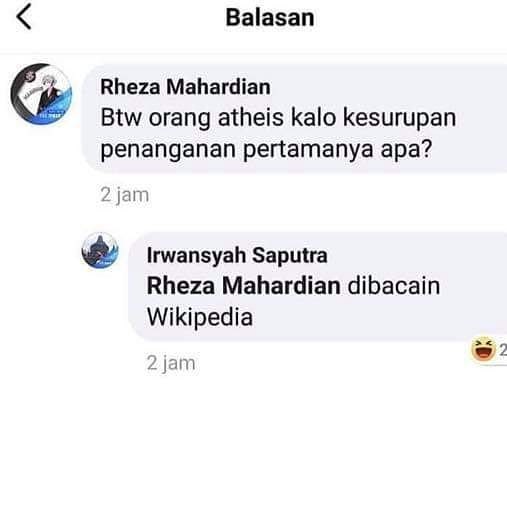 Balasan
Rheza Mahardian
Btw orang atheis kalo kesurupan
penanganan pertamanya apa?
2 jam
Irwansyah Saputra
Rheza Mahardian dibacain
Wikipedia
2
2 jam